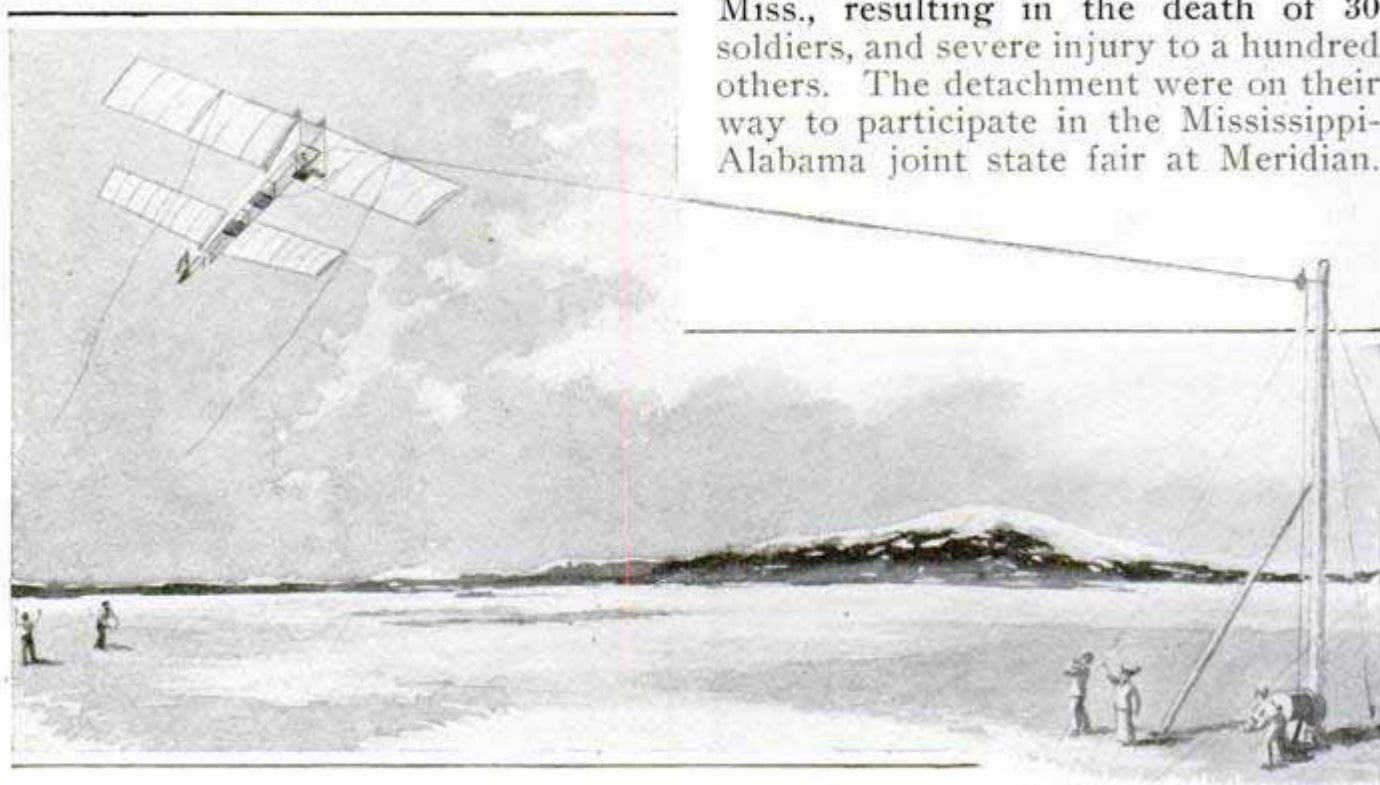 Miss., resulting in the death of 30
soldiers, and severe injury to a hundred
others. The detachment were on their
way to participate in the Mississippi-
Alabama joint state fair at Meridian.